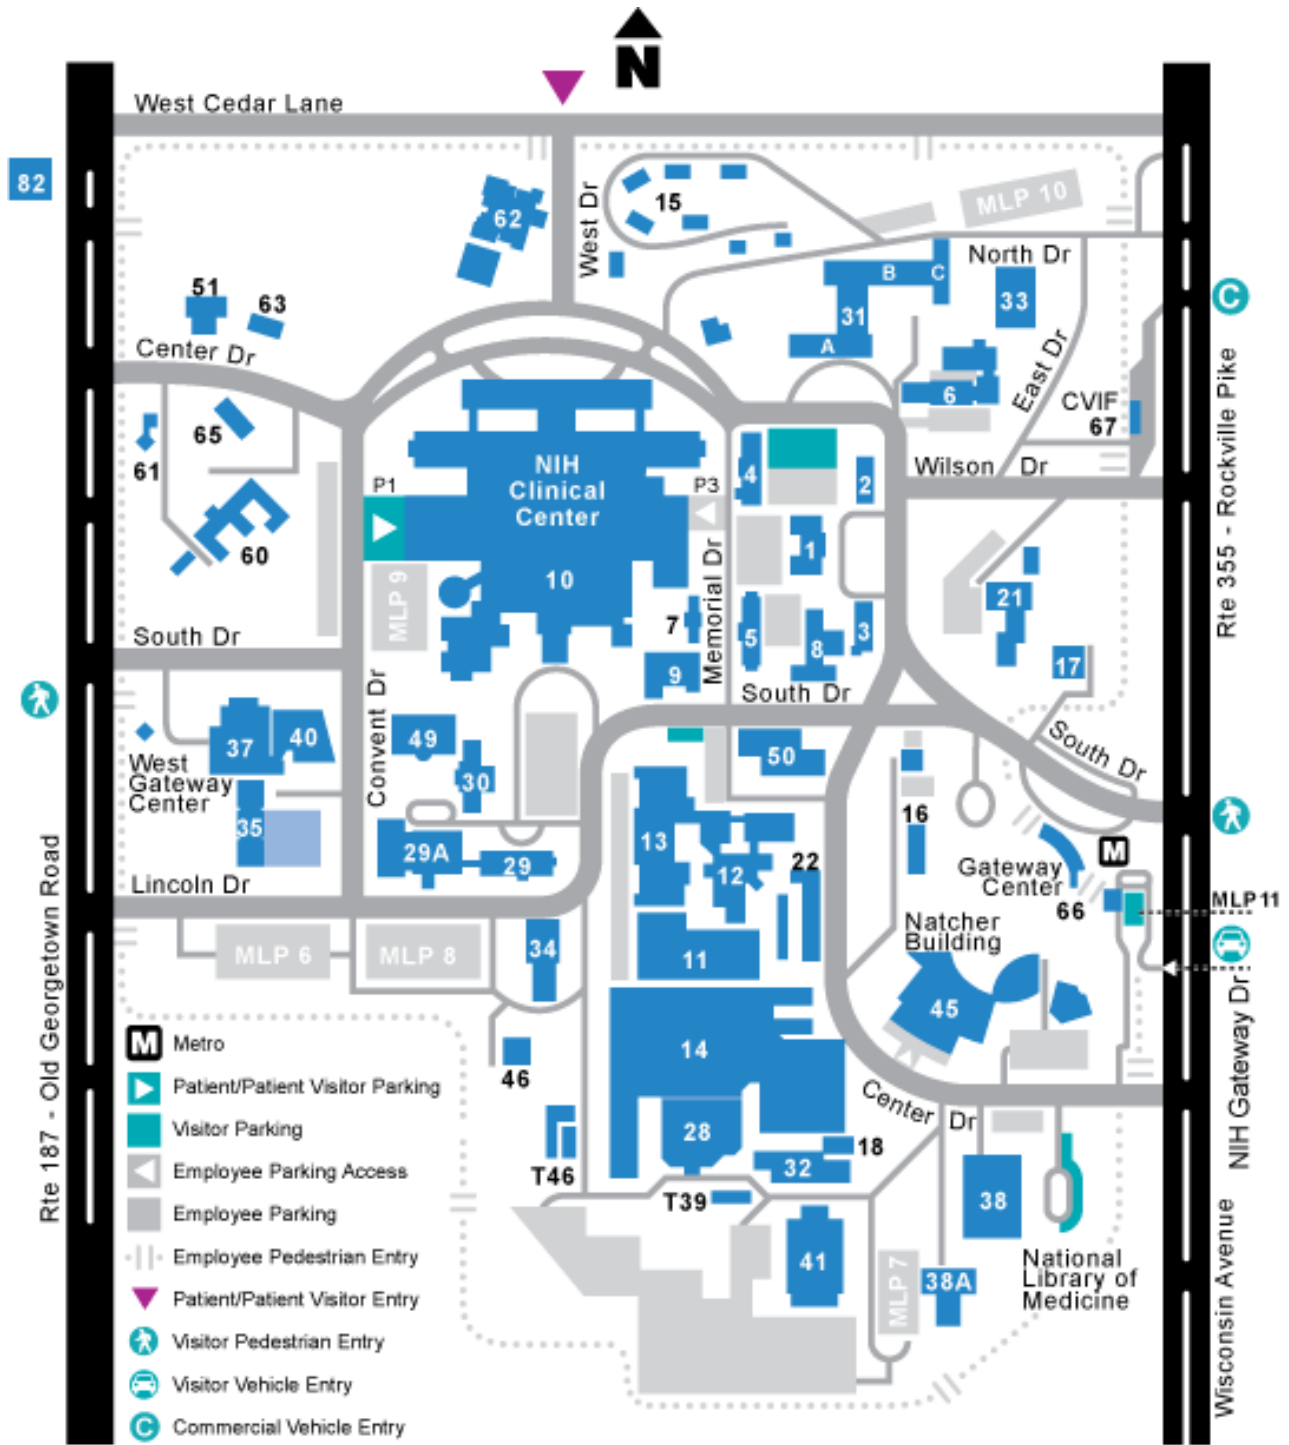 N
West Cedar Lane
82
West Dr
62
15
MLP 10
North Dr
B
C
33
31
A
51
63
Center Dr
C
East Dr
6
CVIF
67
Rte 355 - Rockville Pike
65
61
60
NIH
Clinical
Center
10
P1
P3
MLP 9
4
2
1
Wilson Dr
Memorial Dr
7
5
8
3
9
21
17
South Dr
South Dr
South Dr
37
40
West
Gateway
Center
35
Convent Dr
49
30
29A
29
50
13
12
22
16
Gateway
Center
66
M
MLP 11
Natcher
Building
45
Lincoln Dr
MLP 6
MLP 8
34
11
14
46
T46
28
18
32
T39
41
MLP 7
Center Dr
38
38A
National
Library of
Medicine
NIH Gateway Dr
Wisconsin Avenue
Rte 187 - Old Georgetown Road
M Metro
Patient/Patient Visitor Parking
Visitor Parking
Employee Parking Access
Employee Parking
Employee Pedestrian Entry
Patient/Patient Visitor Entry
Visitor Pedestrian Entry
Visitor Vehicle Entry
C Commercial Vehicle Entry